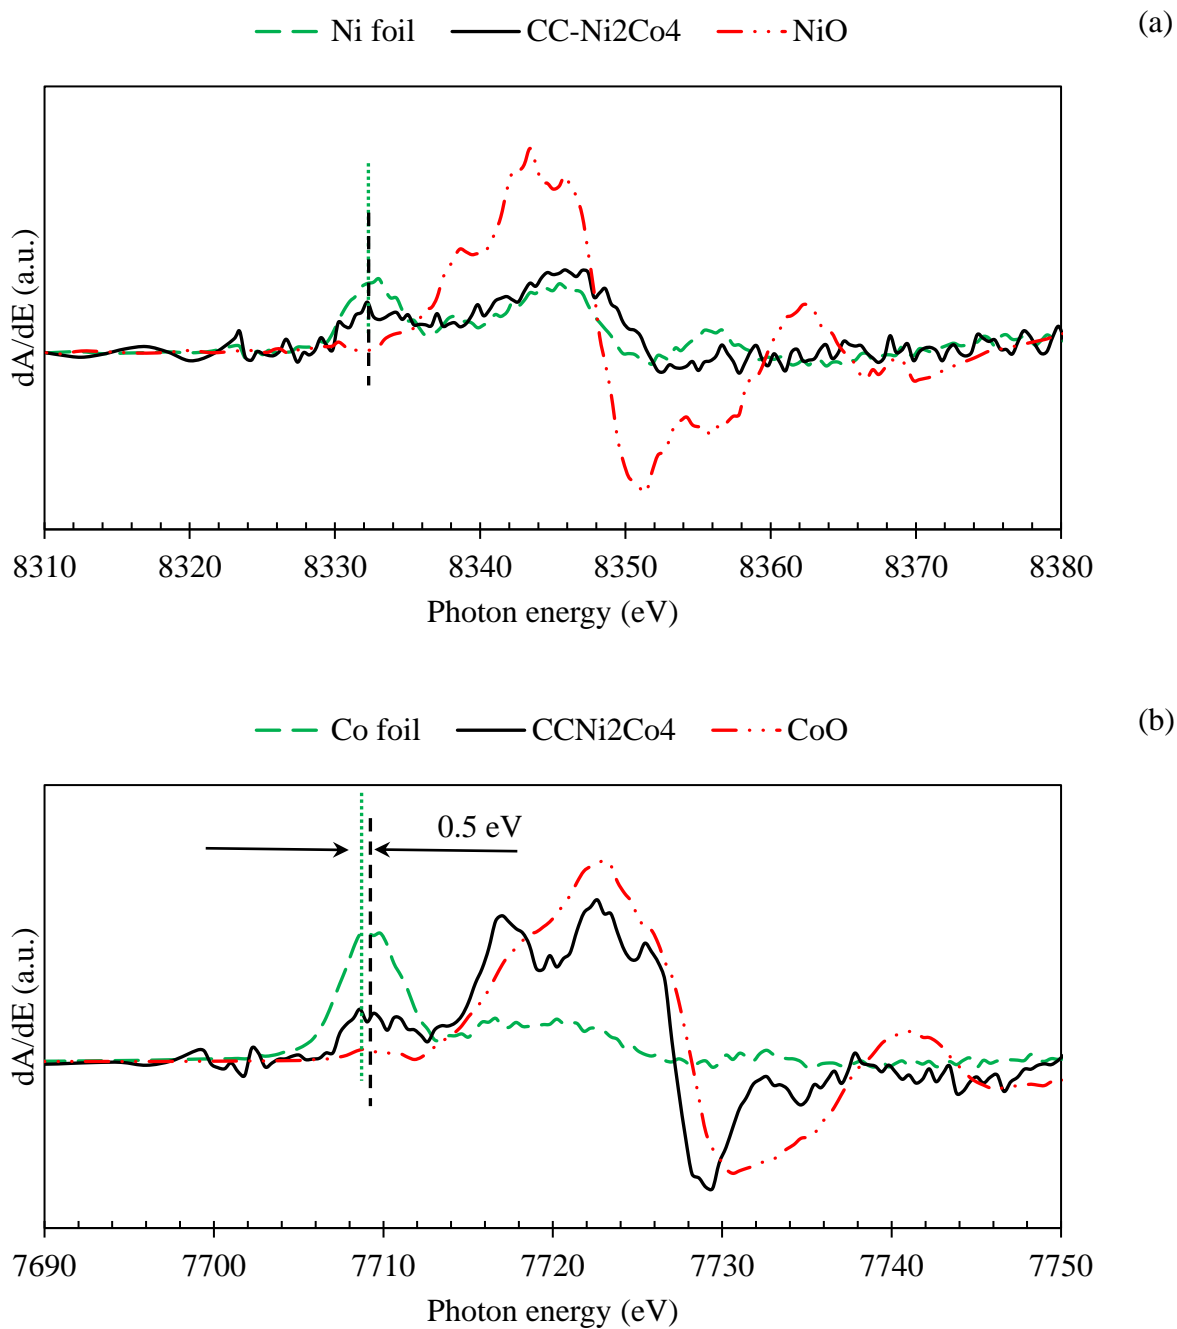 Ni foil CC-Ni2Co4 NiO
(a)
dA/dE (a.u.)
8310 8320 8330 8340 8350 8360 8370 8380
Photon energy (eV)
Co foil CCNi2Co4 CoO
(b)
0.5 eV
dA/dE (a.u.)
7690 7700 7710 7720 7730 7740 7750
Photon energy (eV)